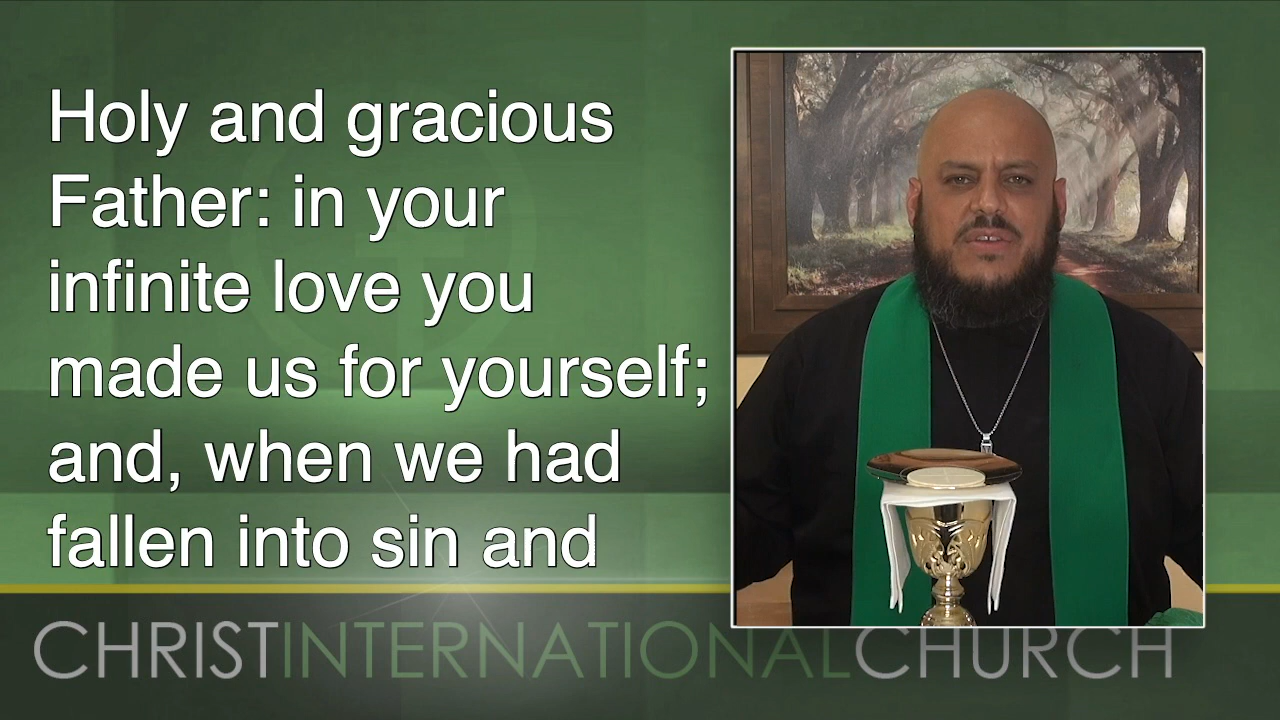 Holy and gracious
Father: in your
infinite love you
made us for yourself;
and, when we had
fallen into sin and
CHRISTINTERNATIONALCHURCH